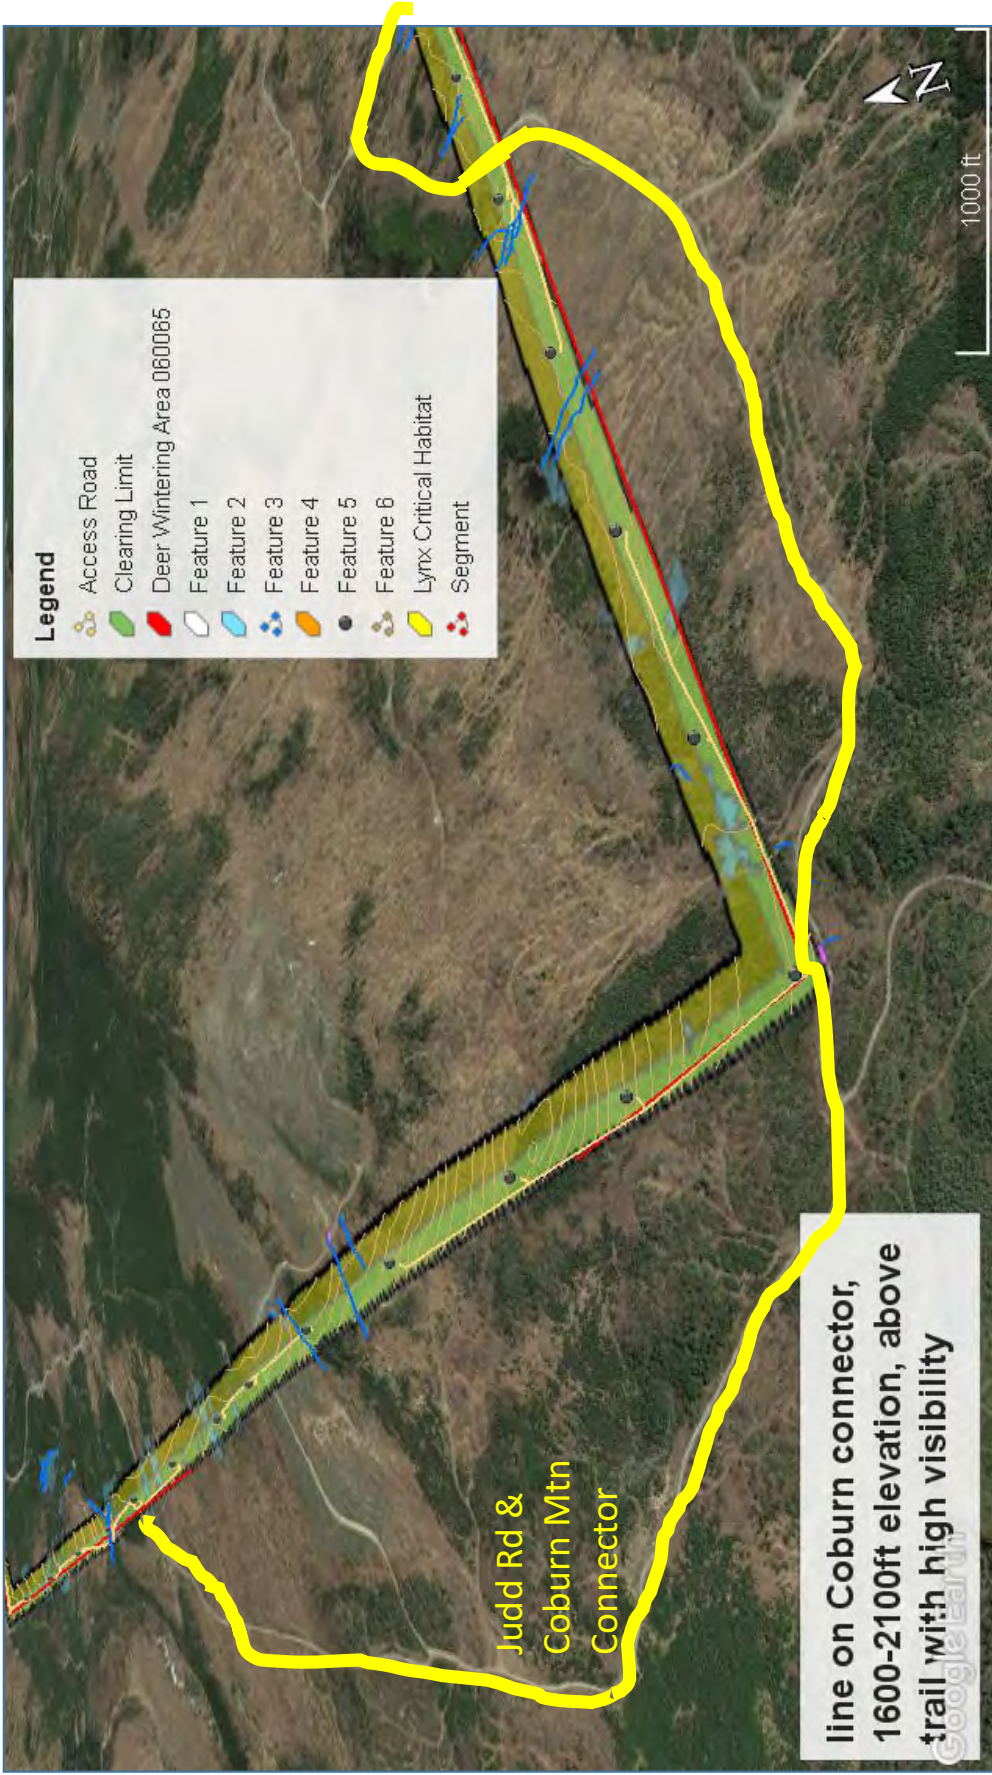 Legend
Access Road
Clearing Limit
Deer Wintering Area 060065
Feature 1
Feature 2
Feature 3
Feature 4
Feature 5
Feature 6
Lynx Critical Habitat
Segment
N
1000 ft
Judd Rd &
Coburn Mtn
Connector
line on Coburn connector,
1600-2100ft elevation, above
trail with high visibility
Google Earth